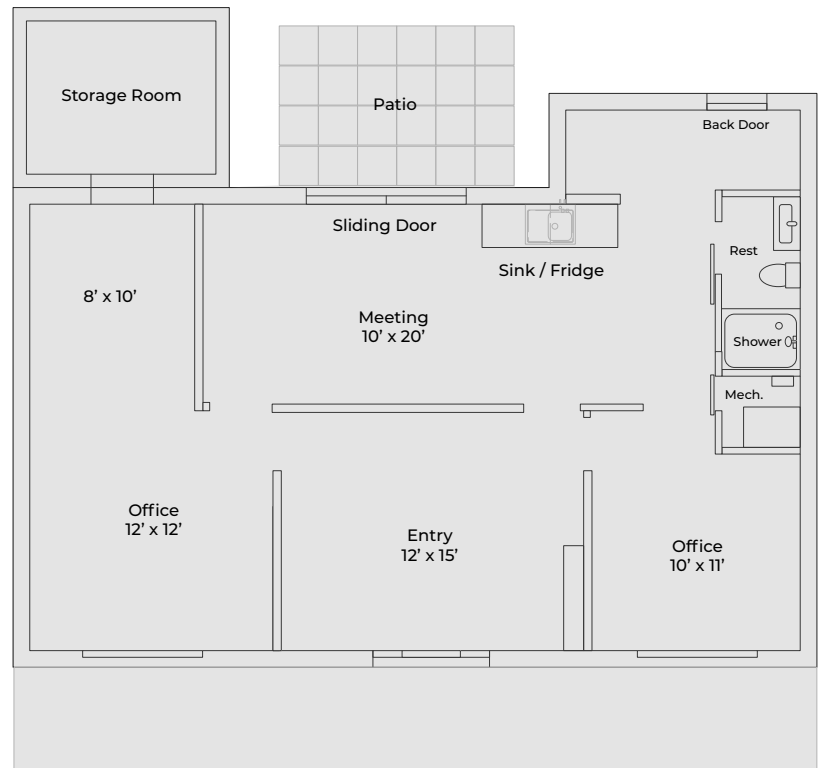 Storage Room
Patio
Back Door
Sliding Door
Sink / Fridge
Rest
8’ x 10’
Meeting
10’ x 20’
Shower
Mech.
Office
12’ x 12’
Entry
12’ x 15’
Office
10’ x 11’